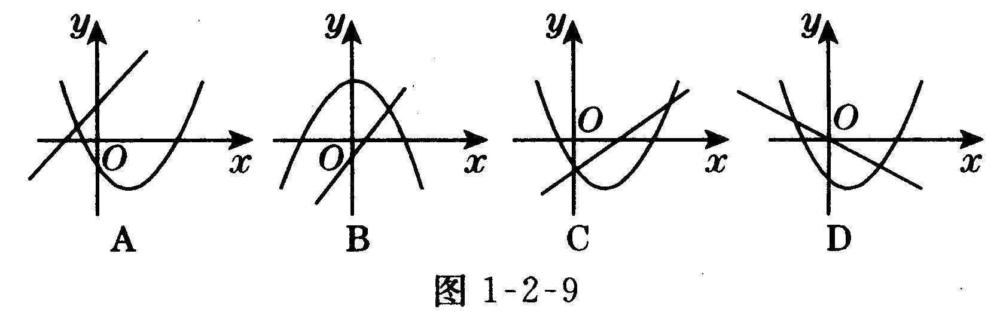 y y y y
O O O O
x x x x
A B C D
图 1-2-9